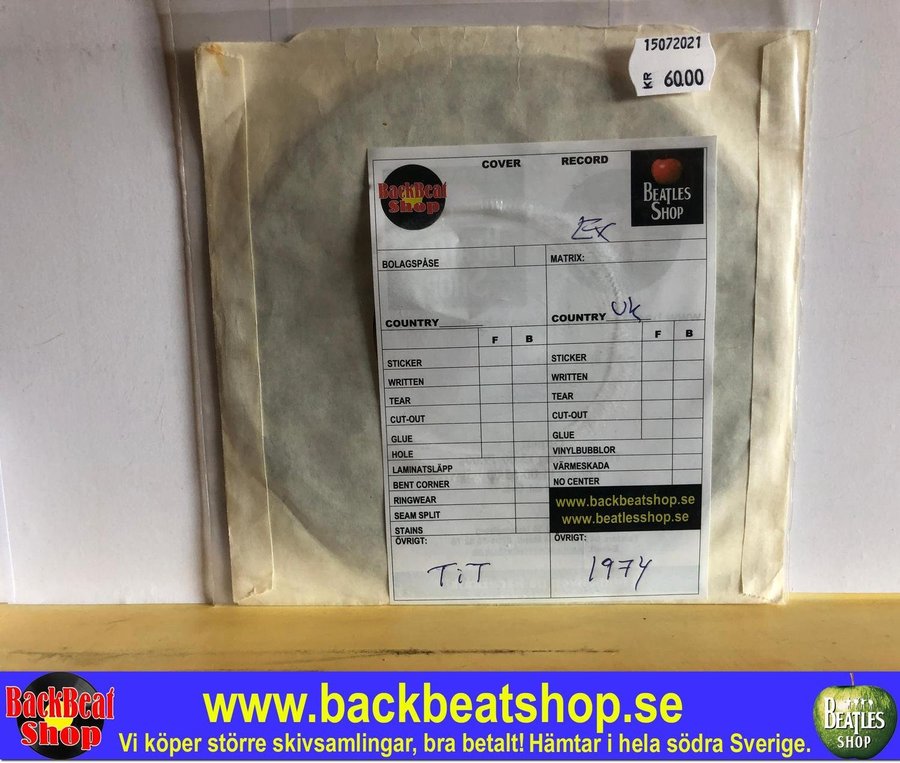 15072021
KR 60.00
COVER RECORD
BackBeat
Shop
BEATLES
SHOP
Ex
BOLAGSPÅSE
MATRIX:
COUNTRY
COUNTRY UK
F B
F B
STICKER
WRITTEN
TEAR
CUT-OUT
GLUE
HOLE
LAMINATSLÄPP
BENT CORNER
RINGWEAR
SEAM SPLIT
STAINS
ÖVRIGT:
TiT
STICKER
WRITTEN
TEAR
CUT-OUT
GLUE
VINYLBUBBLOR
VÄRMESKADA
NO CENTER
www.backbeatshop.se
www.beatlesshop.se
ÖVRIGT:
1974
BackBeat
Shop
www.backbeatshop.se
Vi köper större skivsamlingar, bra betalt! Hämtar i hela södra Sverige.
BEATLES
SHOP